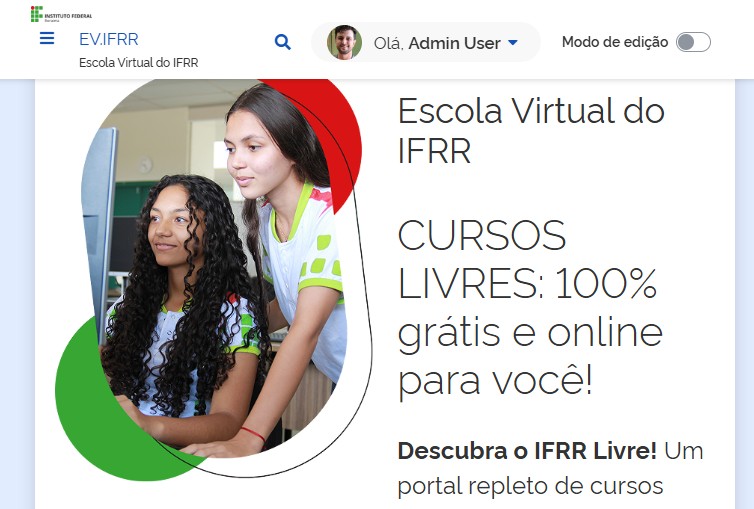 INSTITUTO FEDERAL
Roraima
EV.IFRR
Escola Virtual do IFRR
Olá, Admin User
Modo de edição
Escola Virtual do
IFRR
CURSOS
LIVRES: 100%
grátis e online
para você!
Descubra o IFRR Livre! Um
portal repleto de cursos